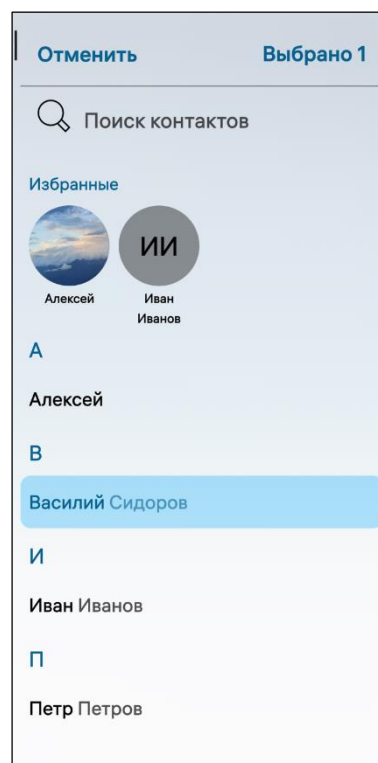 Отменить Выбрано 1
Поиск контактов
Избранные
ИИ
Алексей Иван
Иванов
А
Алексей
В
Василий Сидоров
И
Иван Иванов
П
Петр Петров